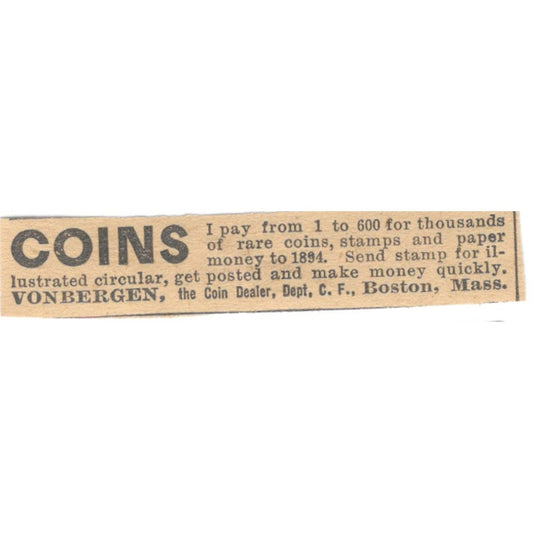 COINS I pay from 1 to 600 for thousands
of rare coins, stamps and paper
money to 1894. Send stamp for il-
lustrated circular, get posted and make money quickly.
VONBERGEN, the Coin Dealer, Dept, C. F., Boston, Mass.